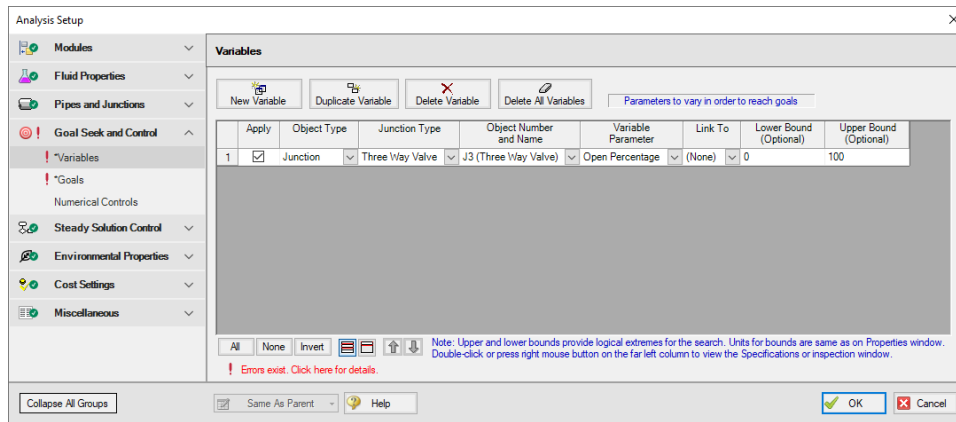 Analysis Setup
Modules
Fluid Properties
Pipes and Junctions
Goal Seek and Control
*Variables
*Goals
Numerical Controls
Steady Solution Control
Environmental Properties
Cost Settings
Miscellaneous
Variables
New Variable Duplicate Variable Delete Variable Delete All Variables Parameters to vary in order to reach goals
Apply Object Type Junction Type Object Number and Name Variable Parameter Link To Lower Bound (Optional) Upper Bound (Optional)
1 Junction Three Way Valve J3 (Three Way Valve) Open Percentage (None) 0 100
All None Invert
Note: Upper and lower bounds provide logical extremes for the search. Units for bounds are same as on Properties window.
Double-click or press right mouse button on the far left column to view the Specifications or inspection window.
Errors exist. Click here for details.
Collapse All Groups Same As Parent Help OK Cancel